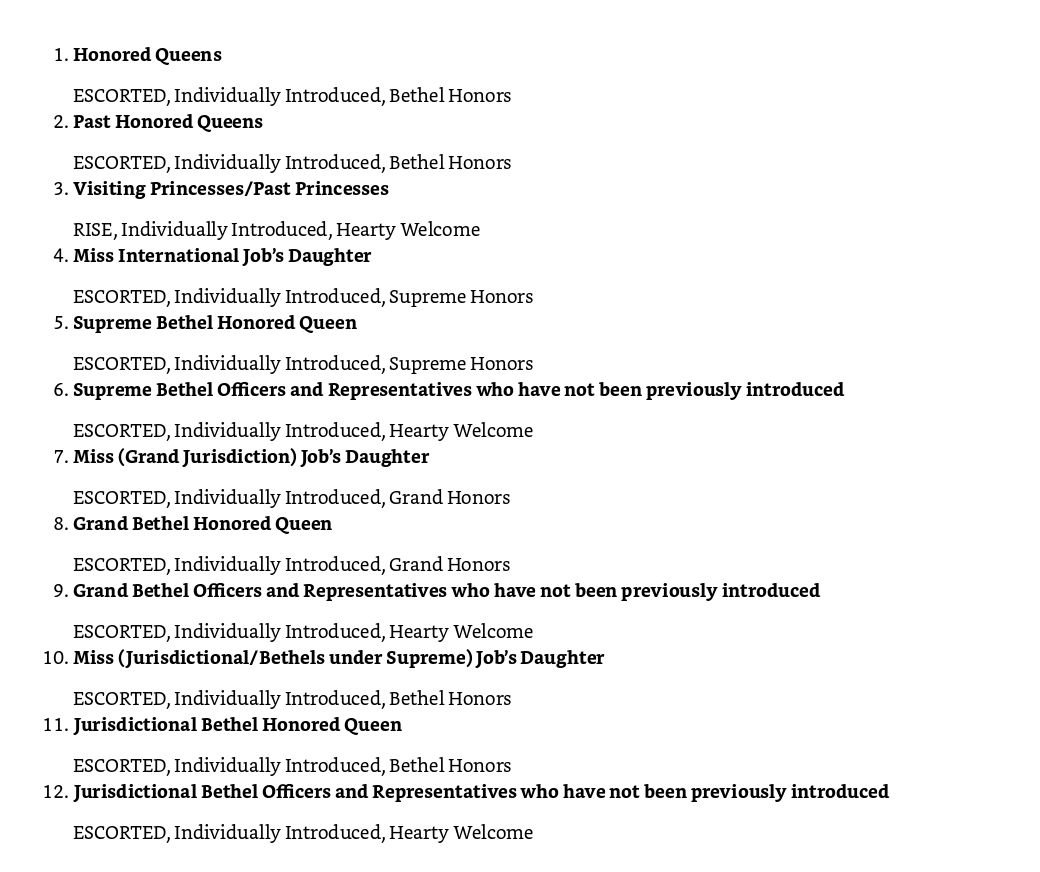 1. Honored Queens
ESCORTED, Individually Introduced, Bethel Honors
2. Past Honored Queens
ESCORTED, Individually Introduced, Bethel Honors
3. Visiting Princesses/Past Princesses
RISE, Individually Introduced, Hearty Welcome
4. Miss International Job’s Daughter
ESCORTED, Individually Introduced, Supreme Honors
5. Supreme Bethel Honored Queen
ESCORTED, Individually Introduced, Supreme Honors
6. Supreme Bethel Officers and Representatives who have not been previously introduced
ESCORTED, Individually Introduced, Hearty Welcome
7. Miss (Grand Jurisdiction) Job’s Daughter
ESCORTED, Individually Introduced, Grand Honors
8. Grand Bethel Honored Queen
ESCORTED, Individually Introduced, Grand Honors
9. Grand Bethel Officers and Representatives who have not been previously introduced
ESCORTED, Individually Introduced, Hearty Welcome
10. Miss (Jurisdictional/Bethels under Supreme) Job’s Daughter
ESCORTED, Individually Introduced, Bethel Honors
11. Jurisdictional Bethel Honored Queen
ESCORTED, Individually Introduced, Bethel Honors
12. Jurisdictional Bethel Officers and Representatives who have not been previously introduced
ESCORTED, Individually Introduced, Hearty Welcome